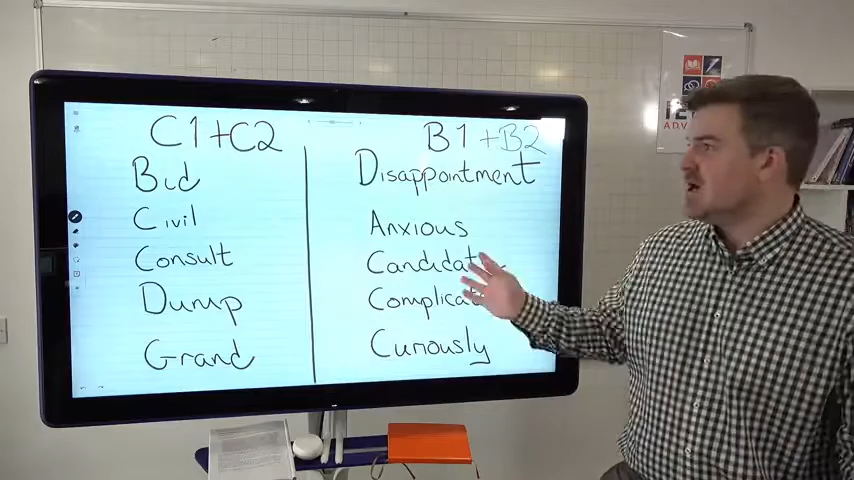 C1+C2
Bid
Civil
Consult
Dump
Grand
B1 +B2
Disappointment
Anxious
Curiously